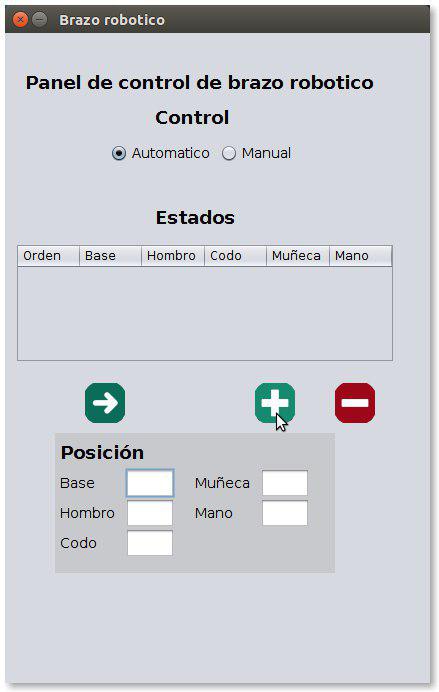 Brazo robotico
Panel de control de brazo robotico
Control
Automatico Manual
Estados
Orden Base Hombro Codo Muñeca Mano
Posición
Base Muñeca
Hombro Mano
Codo